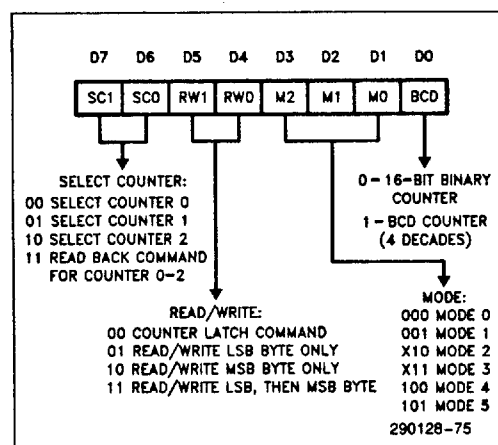 D7 D6 D5 D4 D3 D2 D1 D0
SC1 SC0 RW1 RW0 M2 M1 M0 BCD
SELECT COUNTER:
00 SELECT COUNTER 0
01 SELECT COUNTER 1
10 SELECT COUNTER 2
11 READ BACK COMMAND
FOR COUNTER 0-2
0-16-BIT BINARY
COUNTER
1-BCD COUNTER
(4 DECADES)
READ/WRITE:
00 COUNTER LATCH COMMAND
01 READ/WRITE LSB BYTE ONLY
10 READ/WRITE MSB BYTE ONLY
11 READ/WRITE LSB, THEN MSB BYTE
MODE:
000 MODE 0
001 MODE 1
X10 MODE 2
X11 MODE 3
100 MODE 4
101 MODE 5
290128-75